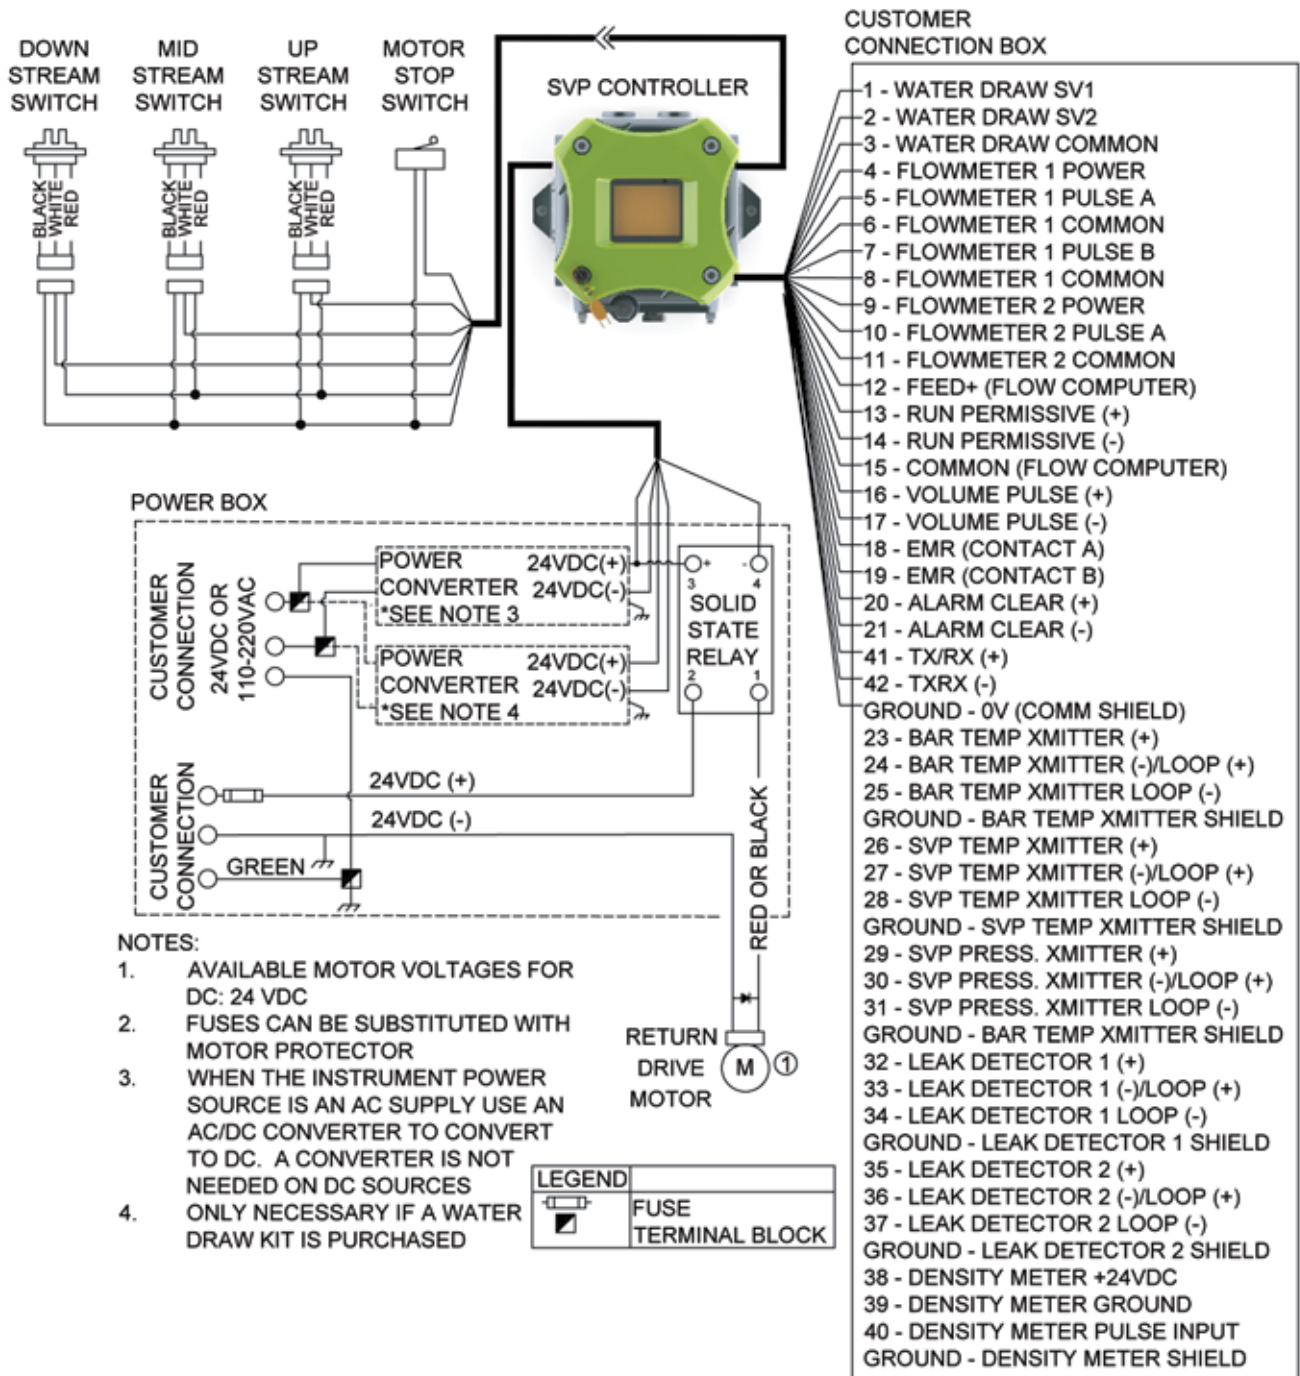 DOWN
STREAM
SWITCH
MID
STREAM
SWITCH
UP
STREAM
SWITCH
MOTOR
STOP
SWITCH
BLACK
WHITE
RED
BLACK
WHITE
RED
BLACK
WHITE
RED
SVP CONTROLLER
CUSTOMER
CONNECTION BOX
1 - WATER DRAW SV1
2 - WATER DRAW SV2
3 - WATER DRAW COMMON
4 - FLOWMETER 1 POWER
5 - FLOWMETER 1 PULSE A
6 - FLOWMETER 1 COMMON
7 - FLOWMETER 1 PULSE B
8 - FLOWMETER 1 COMMON
9 - FLOWMETER 2 POWER
10 - FLOWMETER 2 PULSE A
11 - FLOWMETER 2 COMMON
12 - FEED+ (FLOW COMPUTER)
13 - RUN PERMISSIVE (+)
14 - RUN PERMISSIVE (-)
15 - COMMON (FLOW COMPUTER)
16 - VOLUME PULSE (+)
17 - VOLUME PULSE (-)
18 - EMR (CONTACT A)
19 - EMR (CONTACT B)
20 - ALARM CLEAR (+)
21 - ALARM CLEAR (-)
41 - TX/RX (+)
42 - TXRX (-)
GROUND - 0V (COMM SHIELD)
23 - BAR TEMP XMITTER (+)
24 - BAR TEMP XMITTER (-)/LOOP (+)
25 - BAR TEMP XMITTER LOOP (-)
GROUND - BAR TEMP XMITTER SHIELD
26 - SVP TEMP XMITTER (+)
27 - SVP TEMP XMITTER (-)/LOOP (+)
28 - SVP TEMP XMITTER LOOP (-)
GROUND - SVP TEMP XMITTER SHIELD
29 - SVP PRESS. XMITTER (+)
30 - SVP PRESS. XMITTER (-)/LOOP (+)
31 - SVP PRESS. XMITTER LOOP (-)
GROUND - BAR TEMP XMITTER SHIELD
32 - LEAK DETECTOR 1 (+)
33 - LEAK DETECTOR 1 (-)/LOOP (+)
34 - LEAK DETECTOR 1 LOOP (-)
GROUND - LEAK DETECTOR 1 SHIELD
35 - LEAK DETECTOR 2 (+)
36 - LEAK DETECTOR 2 (-)/LOOP (+)
37 - LEAK DETECTOR 2 LOOP (-)
GROUND - LEAK DETECTOR 2 SHIELD
38 - DENSITY METER +24VDC
39 - DENSITY METER GROUND
40 - DENSITY METER PULSE INPUT
GROUND - DENSITY METER SHIELD
POWER BOX
CUSTOMER
CONNECTION
24VDC OR
110-220VAC
POWER 24VDC(+)
CONVERTER 24VDC(-)
*SEE NOTE 3
POWER 24VDC(+)
CONVERTER 24VDC(-)
*SEE NOTE 4
+ -
3 4
SOLID
STATE
RELAY
2 1
CUSTOMER
CONNECTION
24VDC (+)
24VDC (-)
GREEN
RED OR BLACK
RETURN
DRIVE
MOTOR
M
①
NOTES:
1. AVAILABLE MOTOR VOLTAGES FOR
DC: 24 VDC
2. FUSES CAN BE SUBSTITUTED WITH
MOTOR PROTECTOR
3. WHEN THE INSTRUMENT POWER
SOURCE IS AN AC SUPPLY USE AN
AC/DC CONVERTER TO CONVERT
TO DC. A CONVERTER IS NOT
NEEDED ON DC SOURCES
4. ONLY NECESSARY IF A WATER
DRAW KIT IS PURCHASED
LEGEND
FUSE
TERMINAL BLOCK